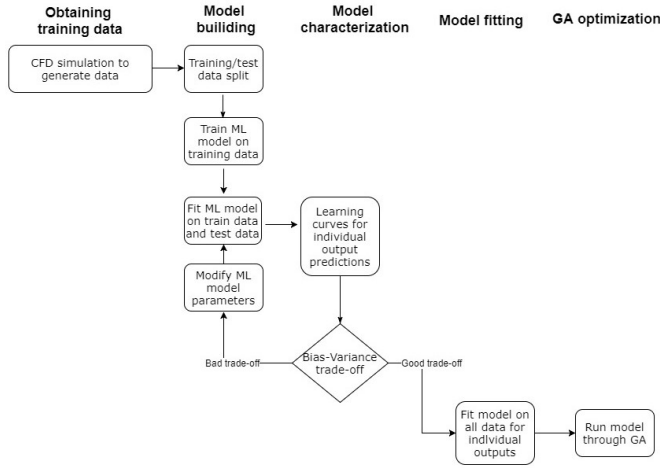 Obtaining
training data
Model
builiding
Model
characterization
Model fitting
GA optimization
CFD simulation to
generate data
Training/test
data split
Train ML
model on
training data
Fit ML model
on train data
and test data
Learning
curves for
individual
output
predictions
Modify ML
model
parameters
Bias-Variance
trade-off
Bad trade-off
Good trade-off
Fit model on
all data for
individual
outputs
Run model
through GA